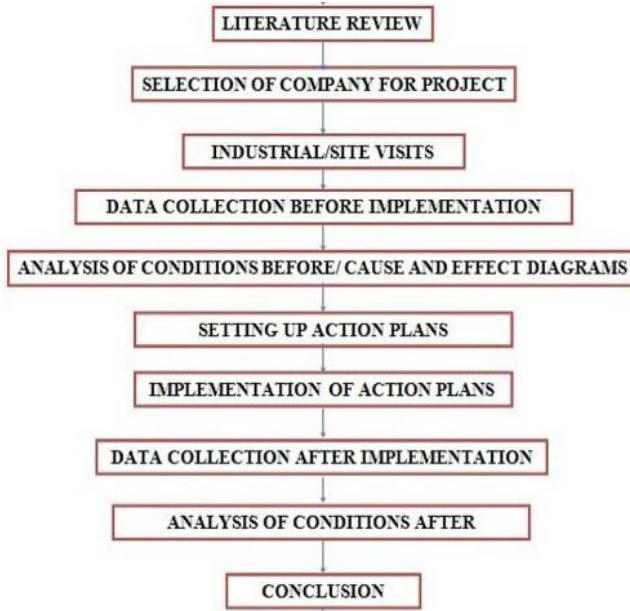 LITERATURE REVIEW
SELECTION OF COMPANY FOR PROJECT
INDUSTRIAL/SITE VISITS
DATA COLLECTION BEFORE IMPLEMENTATION
ANALYSIS OF CONDITIONS BEFORE/ CAUSE AND EFFECT DIAGRAMS
SETTING UP ACTION PLANS
IMPLEMENTATION OF ACTION PLANS
DATA COLLECTION AFTER IMPLEMENTATION
ANALYSIS OF CONDITIONS AFTER
CONCLUSION